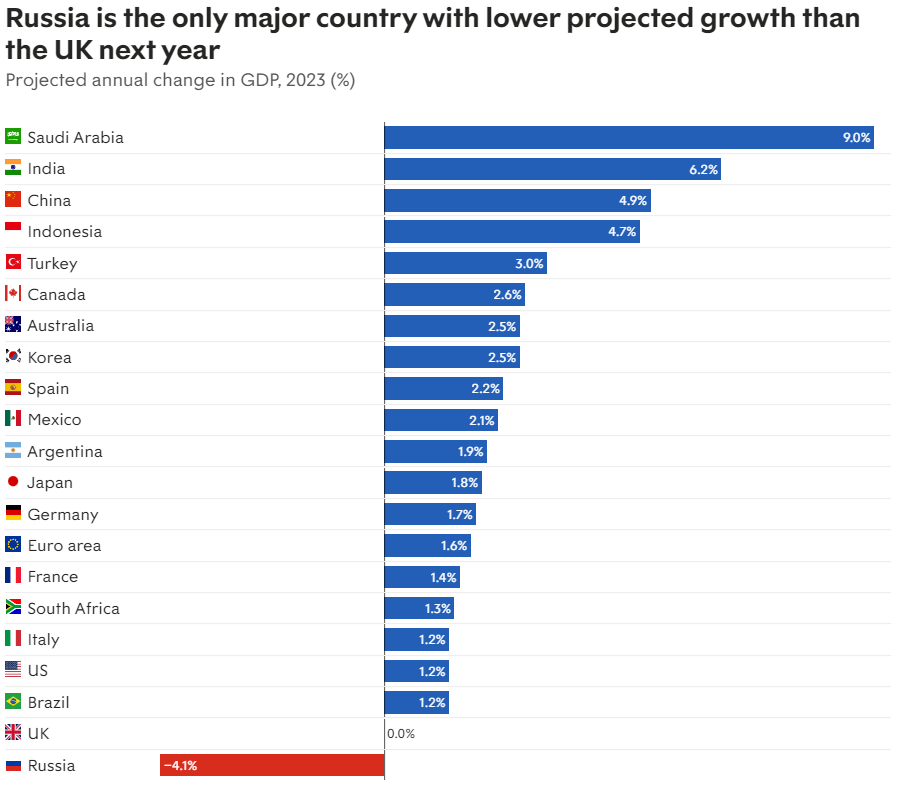 Russia is the only major country with lower projected growth than
the UK next year
Projected annual change in GDP, 2023 (%)
Saudi Arabia 9.0%
India 6.2%
China 4.9%
Indonesia 4.7%
Turkey 3.0%
Canada 2.6%
Australia 2.5%
Korea 2.5%
Spain 2.2%
Mexico 2.1%
Argentina 1.9%
Japan 1.8%
Germany 1.7%
Euro area 1.6%
France 1.4%
South Africa 1.3%
Italy 1.2%
US 1.2%
Brazil 1.2%
UK 0.0%
Russia −4.1%